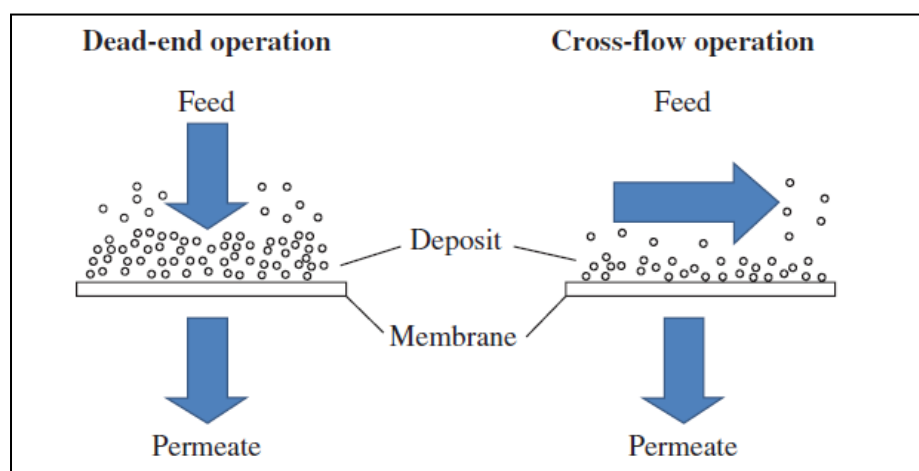 Dead-end operation
Cross-flow operation
Feed
Feed
Deposit
Membrane
Permeate
Permeate